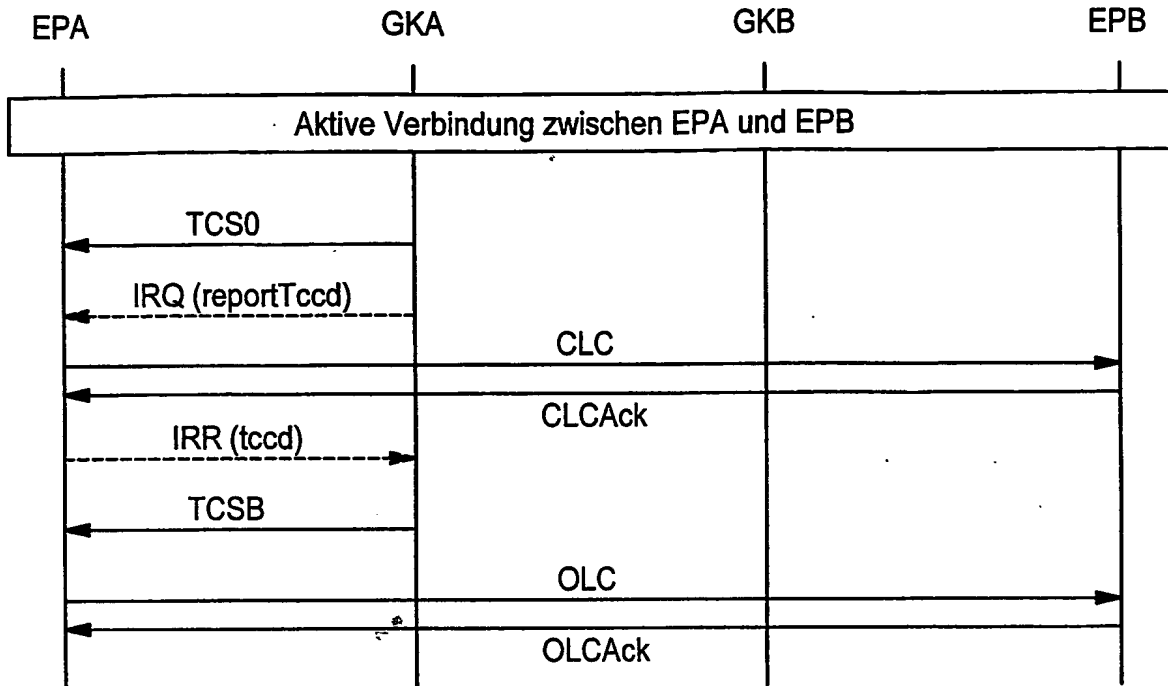 EPA GKA GKB EPB
Aktive Verbindung zwischen EPA und EPB
TCS0
IRQ (reportTccd)
CLC
CLCAck
IRR (tccd)
TCSB
OLC
OLCAck